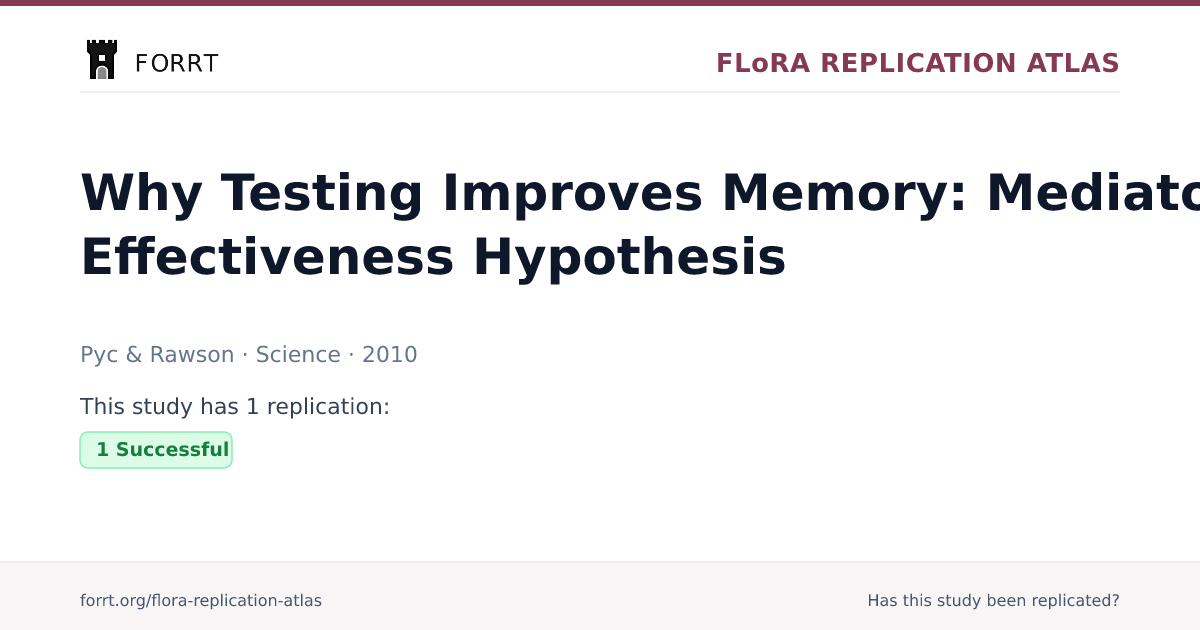 FORRT
FLoRA REPLICATION ATLAS
Why Testing Improves Memory:
Effectiveness Hypothesis
Pyc & Rawson · Science · 2010
This study has 1 replication:
1 Successful
forrt.org/flora-replication-atlas
Has this study been replicated?